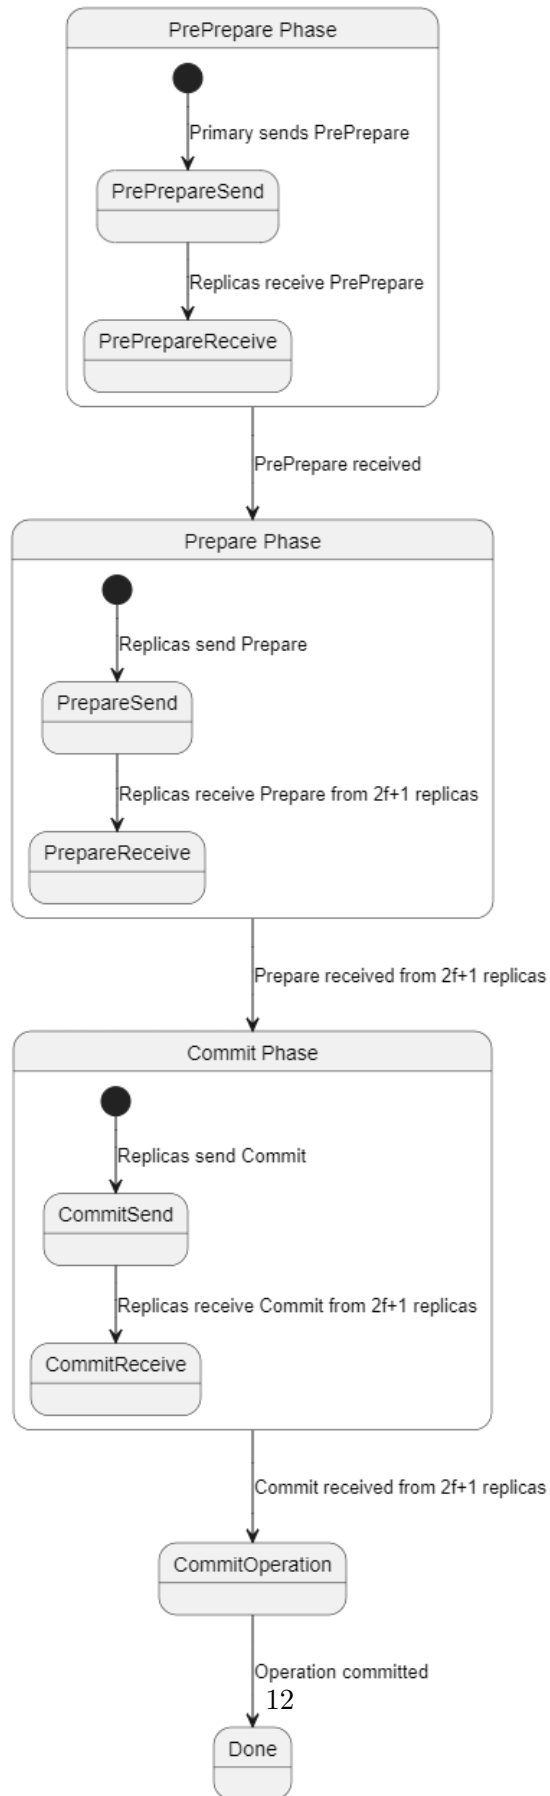 PrePrepare Phase
Primary sends PrePrepare
PrePrepareSend
Replicas receive PrePrepare
PrePrepareReceive
PrePrepare received
Prepare Phase
Replicas send Prepare
PrepareSend
Replicas receive Prepare from 2f+1 replicas
PrepareReceive
Prepare received from 2f+1 replicas
Commit Phase
Replicas send Commit
CommitSend
Replicas receive Commit from 2f+1 replicas
CommitReceive
Commit received from 2f+1 replicas
CommitOperation
Operation committed
12
Done